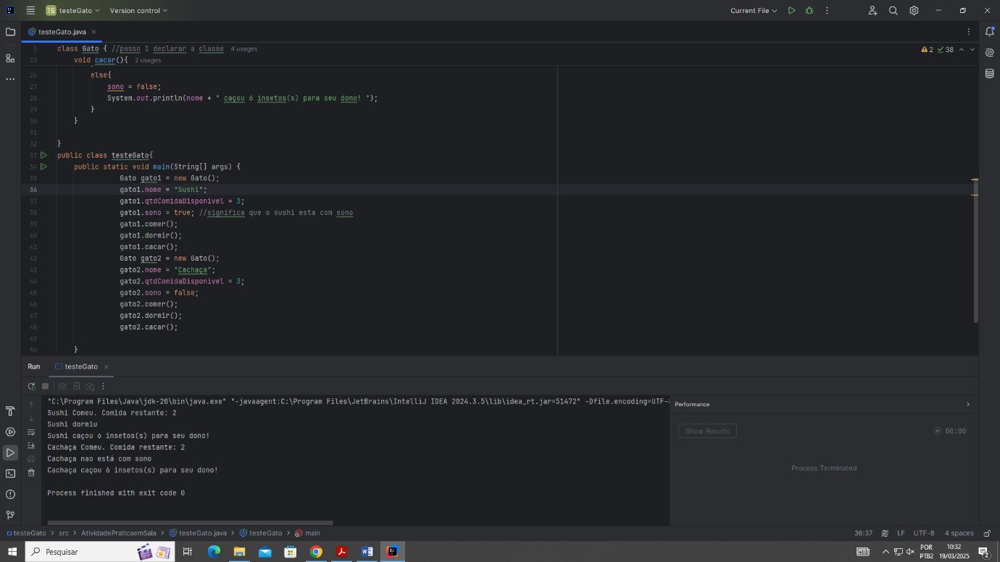 TG testeGato Version control Current File
testeGato.java
3 class Gato { //passo 1 declarar a classe 4 usages
2 38
22 void cacar(){ 2 usages
26 else{
27 sono = false;
28 System.out.println(nome + " caçou 6 insetos(s) para seu dono! ");
29 }
30 }
31
32 }
33 public class testeGato{
34 public static void main(String[] args) {
35 Gato gato1 = new Gato();
36 gato1.nome = "Sushi";
37 gato1.qtdComidaDisponivel = 3;
38 gato1.sono = true; //significa que o sushi esta com sono
39 gato1.comer();
40 gato1.dormir();
41 gato1.cacar();
42 Gato gato2 = new Gato();
43 gato2.nome = "Cachaça";
44 gato2.qtdComidaDisponivel = 3;
45 gato2.sono = false;
46 gato2.comer();
47 gato2.dormir();
48 gato2.cacar();
49
50 }
Run testeGato
"C:\Program Files\Java\jdk-20\bin\java.exe" "-javaagent:C:\Program Files\JetBrains\IntelliJ IDEA 2024.3.5\lib\idea_rt.jar=51472" -Dfile.encoding=UTF-8
Sushi Comeu. Comida restante: 2
Sushi dormiu
Sushi caçou 6 insetos(s) para seu dono!
Cachaça Comeu. Comida restante: 2
Cachaça nao está com sono
Cachaça caçou 6 insetos(s) para seu dono!
Process finished with exit code 0
Performance
Show Results 00:00
Process Terminated
testeGato > src > AtividadePraticaemSala > testeGato.java > testeGato > main 36:37 LF UTF-8 4 spaces
Pesquisar
POR
PTB2
10:32
19/03/2025
2